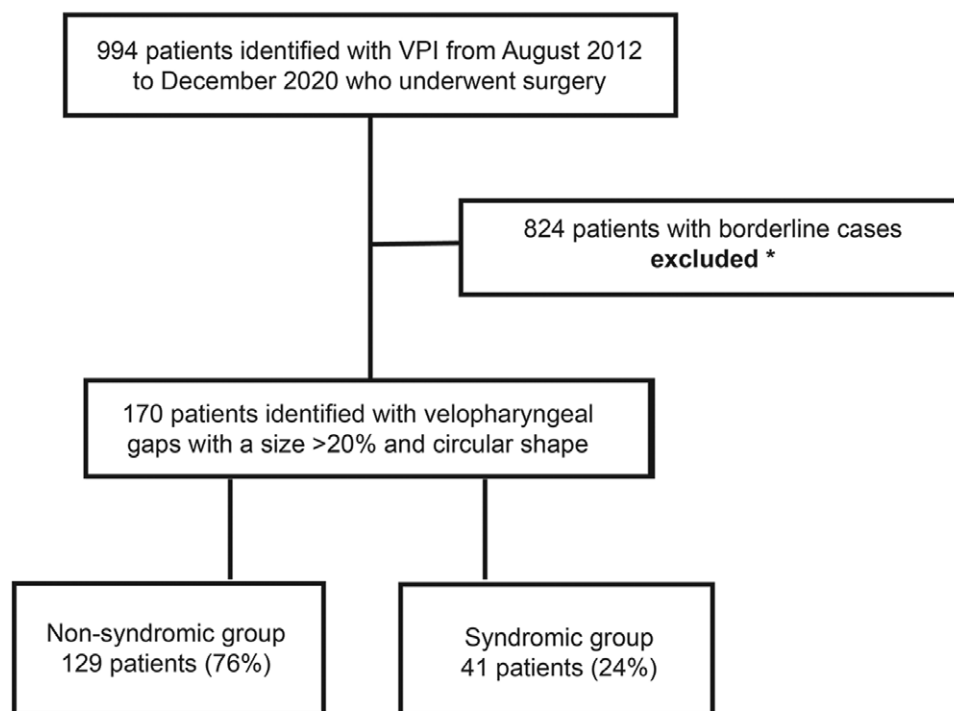 994 patients identified with VPI from August 2012
to December 2020 who underwent surgery
824 patients with borderline cases
excluded *
170 patients identified with velopharyngeal
gaps with a size >20% and circular shape
Non-syndromic group
129 patients (76%)
Syndromic group
41 patients (24%)